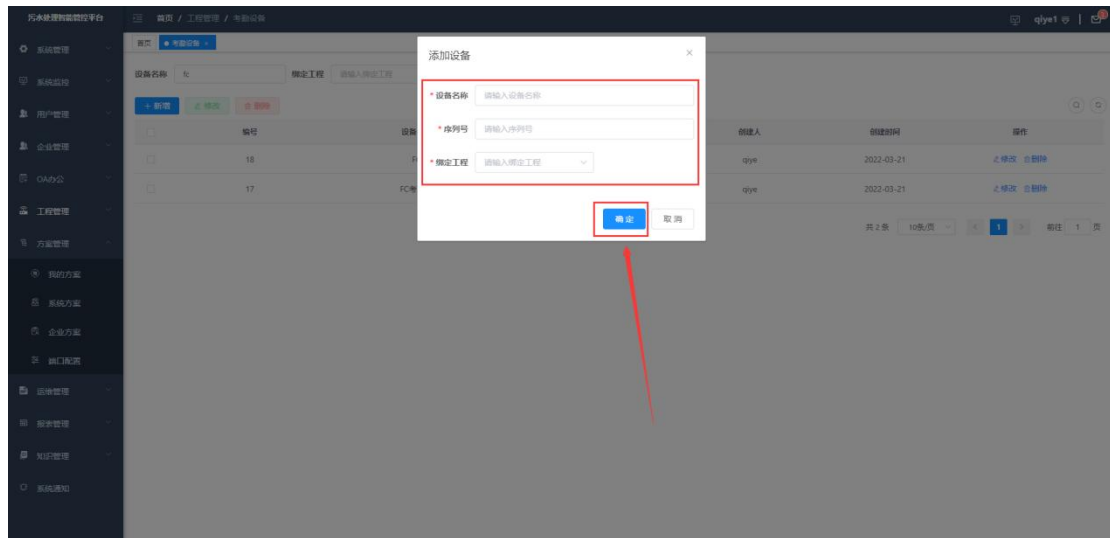 污水处理智能管控平台
首页 / 工程管理 / 考勤设备
qiye1
系统管理
系统监控
用户管理
企业管理
OA办公
工程管理
方案管理
我的方案
系统方案
企业方案
端口配置
运维管理
报表管理
知识管理
系统通知
首页 考勤设备 ×
设备名称 fc 绑定工程 请输入绑定工程
+ 新增 修改 删除
编号 设备 创建人 创建时间 操作
18 F qiye 2022-03-21 修改 删除
17 FC考 qiye 2022-03-21 修改 删除
共 2 条 10条/页 < 1 > 前往 1 页
添加设备 ×
* 设备名称 请输入设备名称
* 序列号 请输入序列号
* 绑定工程 请输入绑定工程
确定 取消